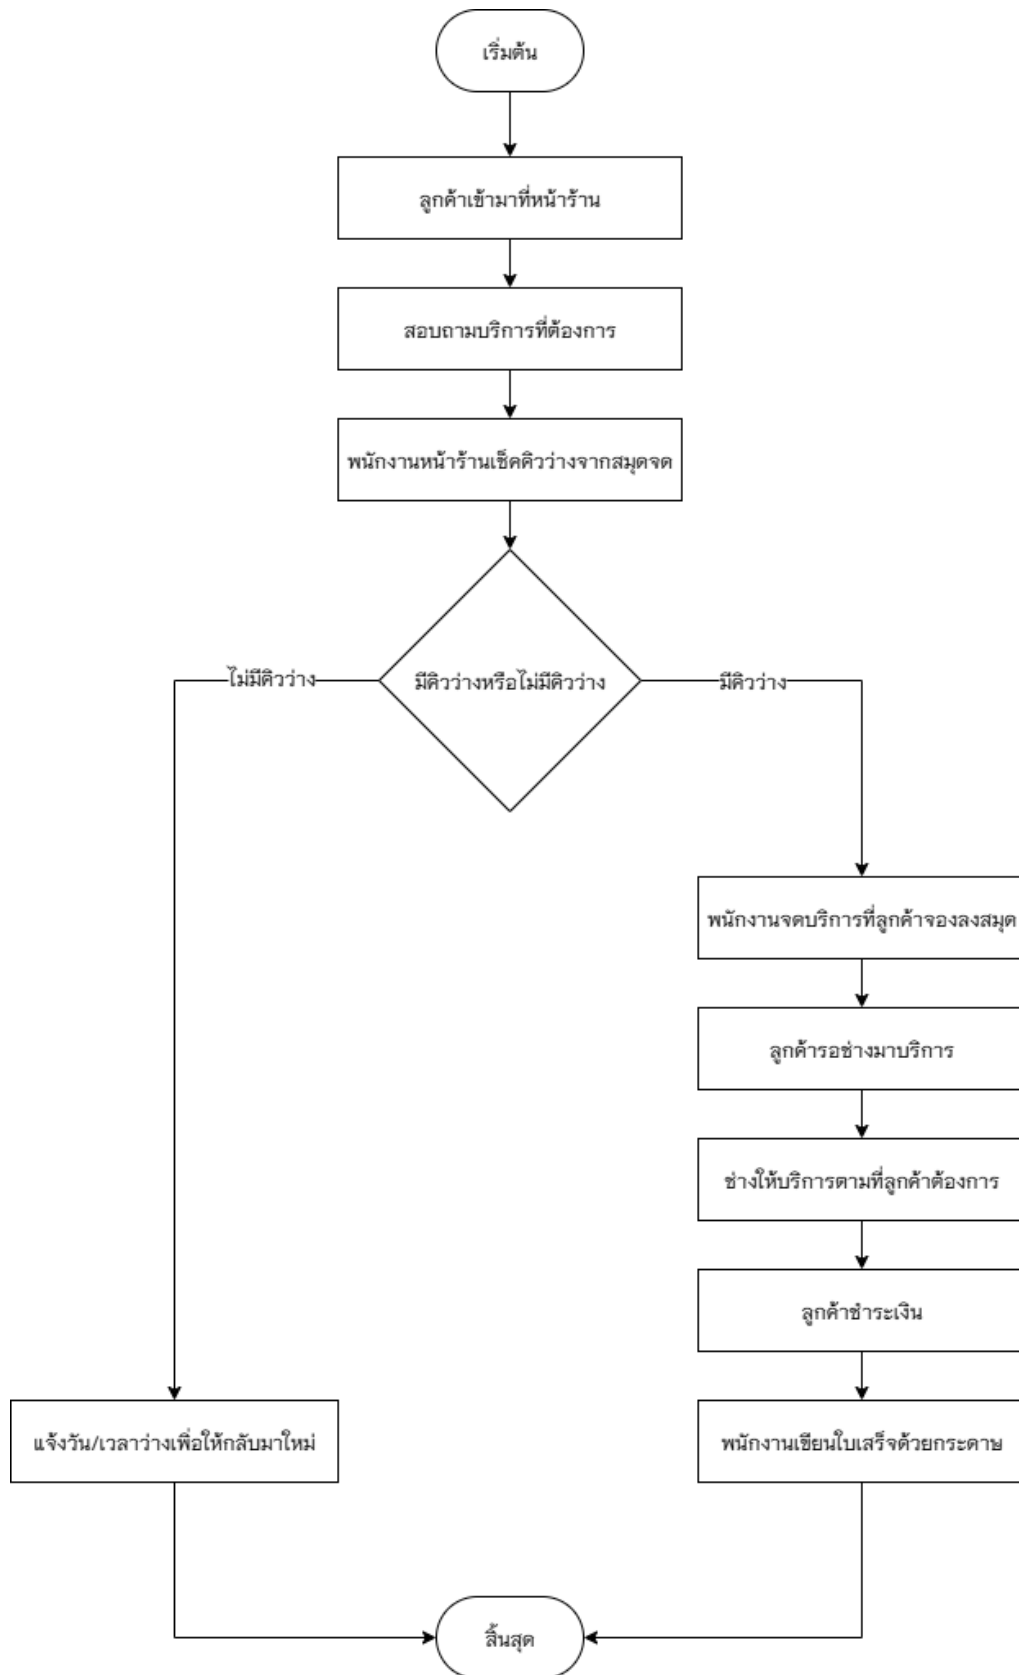 เริ่มต้น
ลูกค้าเข้ามาที่หน้าร้าน
สอบถามบริการที่ต้องการ
พนักงานหน้าร้านเช็คคิวว่างจากสมุดจด
มีคิวว่างหรือไม่มีคิวว่าง
ไม่มีคิวว่าง
มีคิวว่าง
พนักงานจดบริการที่ลูกค้าจองลงสมุด
ลูกค้ารอช่างมาบริการ
ช่างให้บริการตามที่ลูกค้าต้องการ
ลูกค้าชำระเงิน
แจ้งวัน/เวลาว่างเพื่อให้กลับมาใหม่
พนักงานเขียนใบเสร็จด้วยกระดาษ
สิ้นสุด